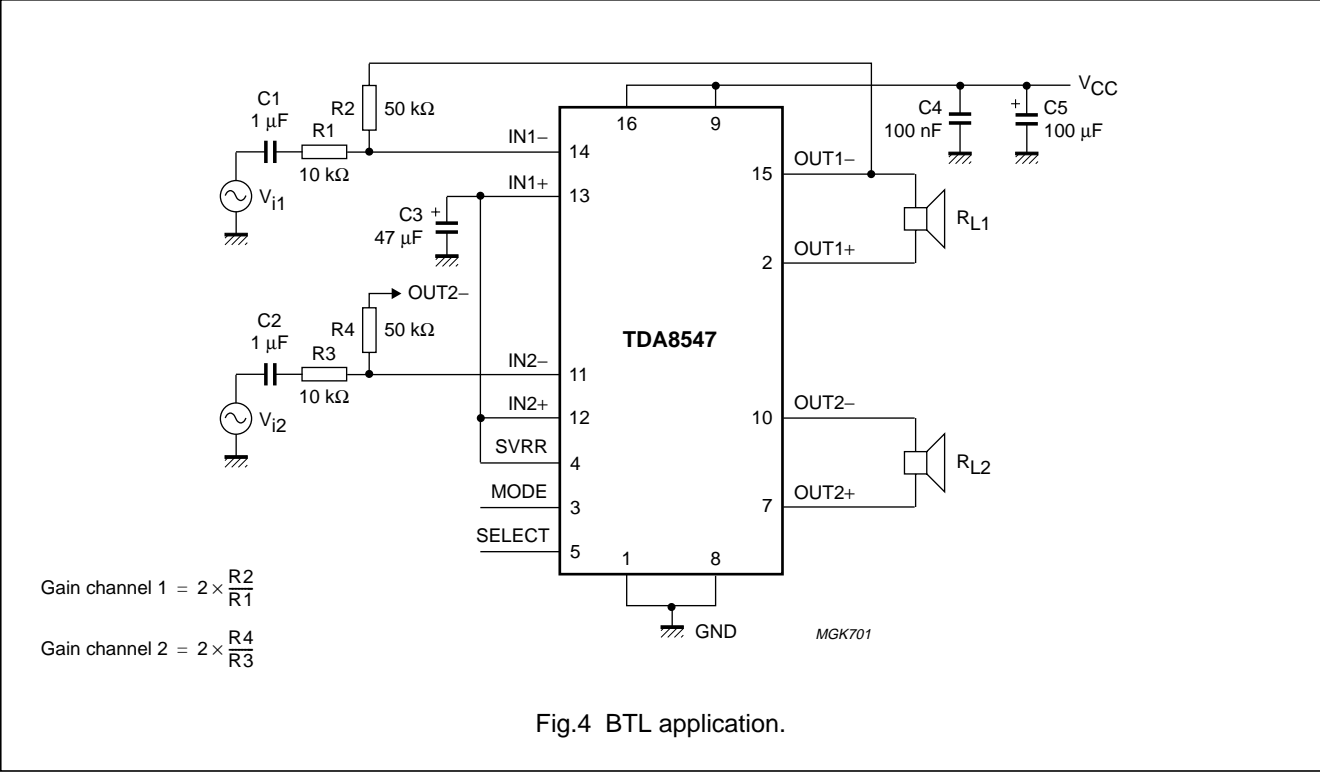 V_CC
C1
1 μF
R1
10 kΩ
R2
50 kΩ
V_i1
IN1−
14
IN1+
13
C3 +
47 μF
16
9
C4
100 nF
+ C5
100 μF
15
OUT1−
R_L1
2
OUT1+
OUT2−
C2
1 μF
R3
10 kΩ
R4
50 kΩ
V_i2
TDA8547
IN2−
11
IN2+
12
SVRR
4
MODE
3
SELECT
5
10
OUT2−
R_L2
7
OUT2+
1
8
GND
MGK701
Gain channel 1 = 2 × R2/R1
Gain channel 2 = 2 × R4/R3
Fig.4 BTL application.